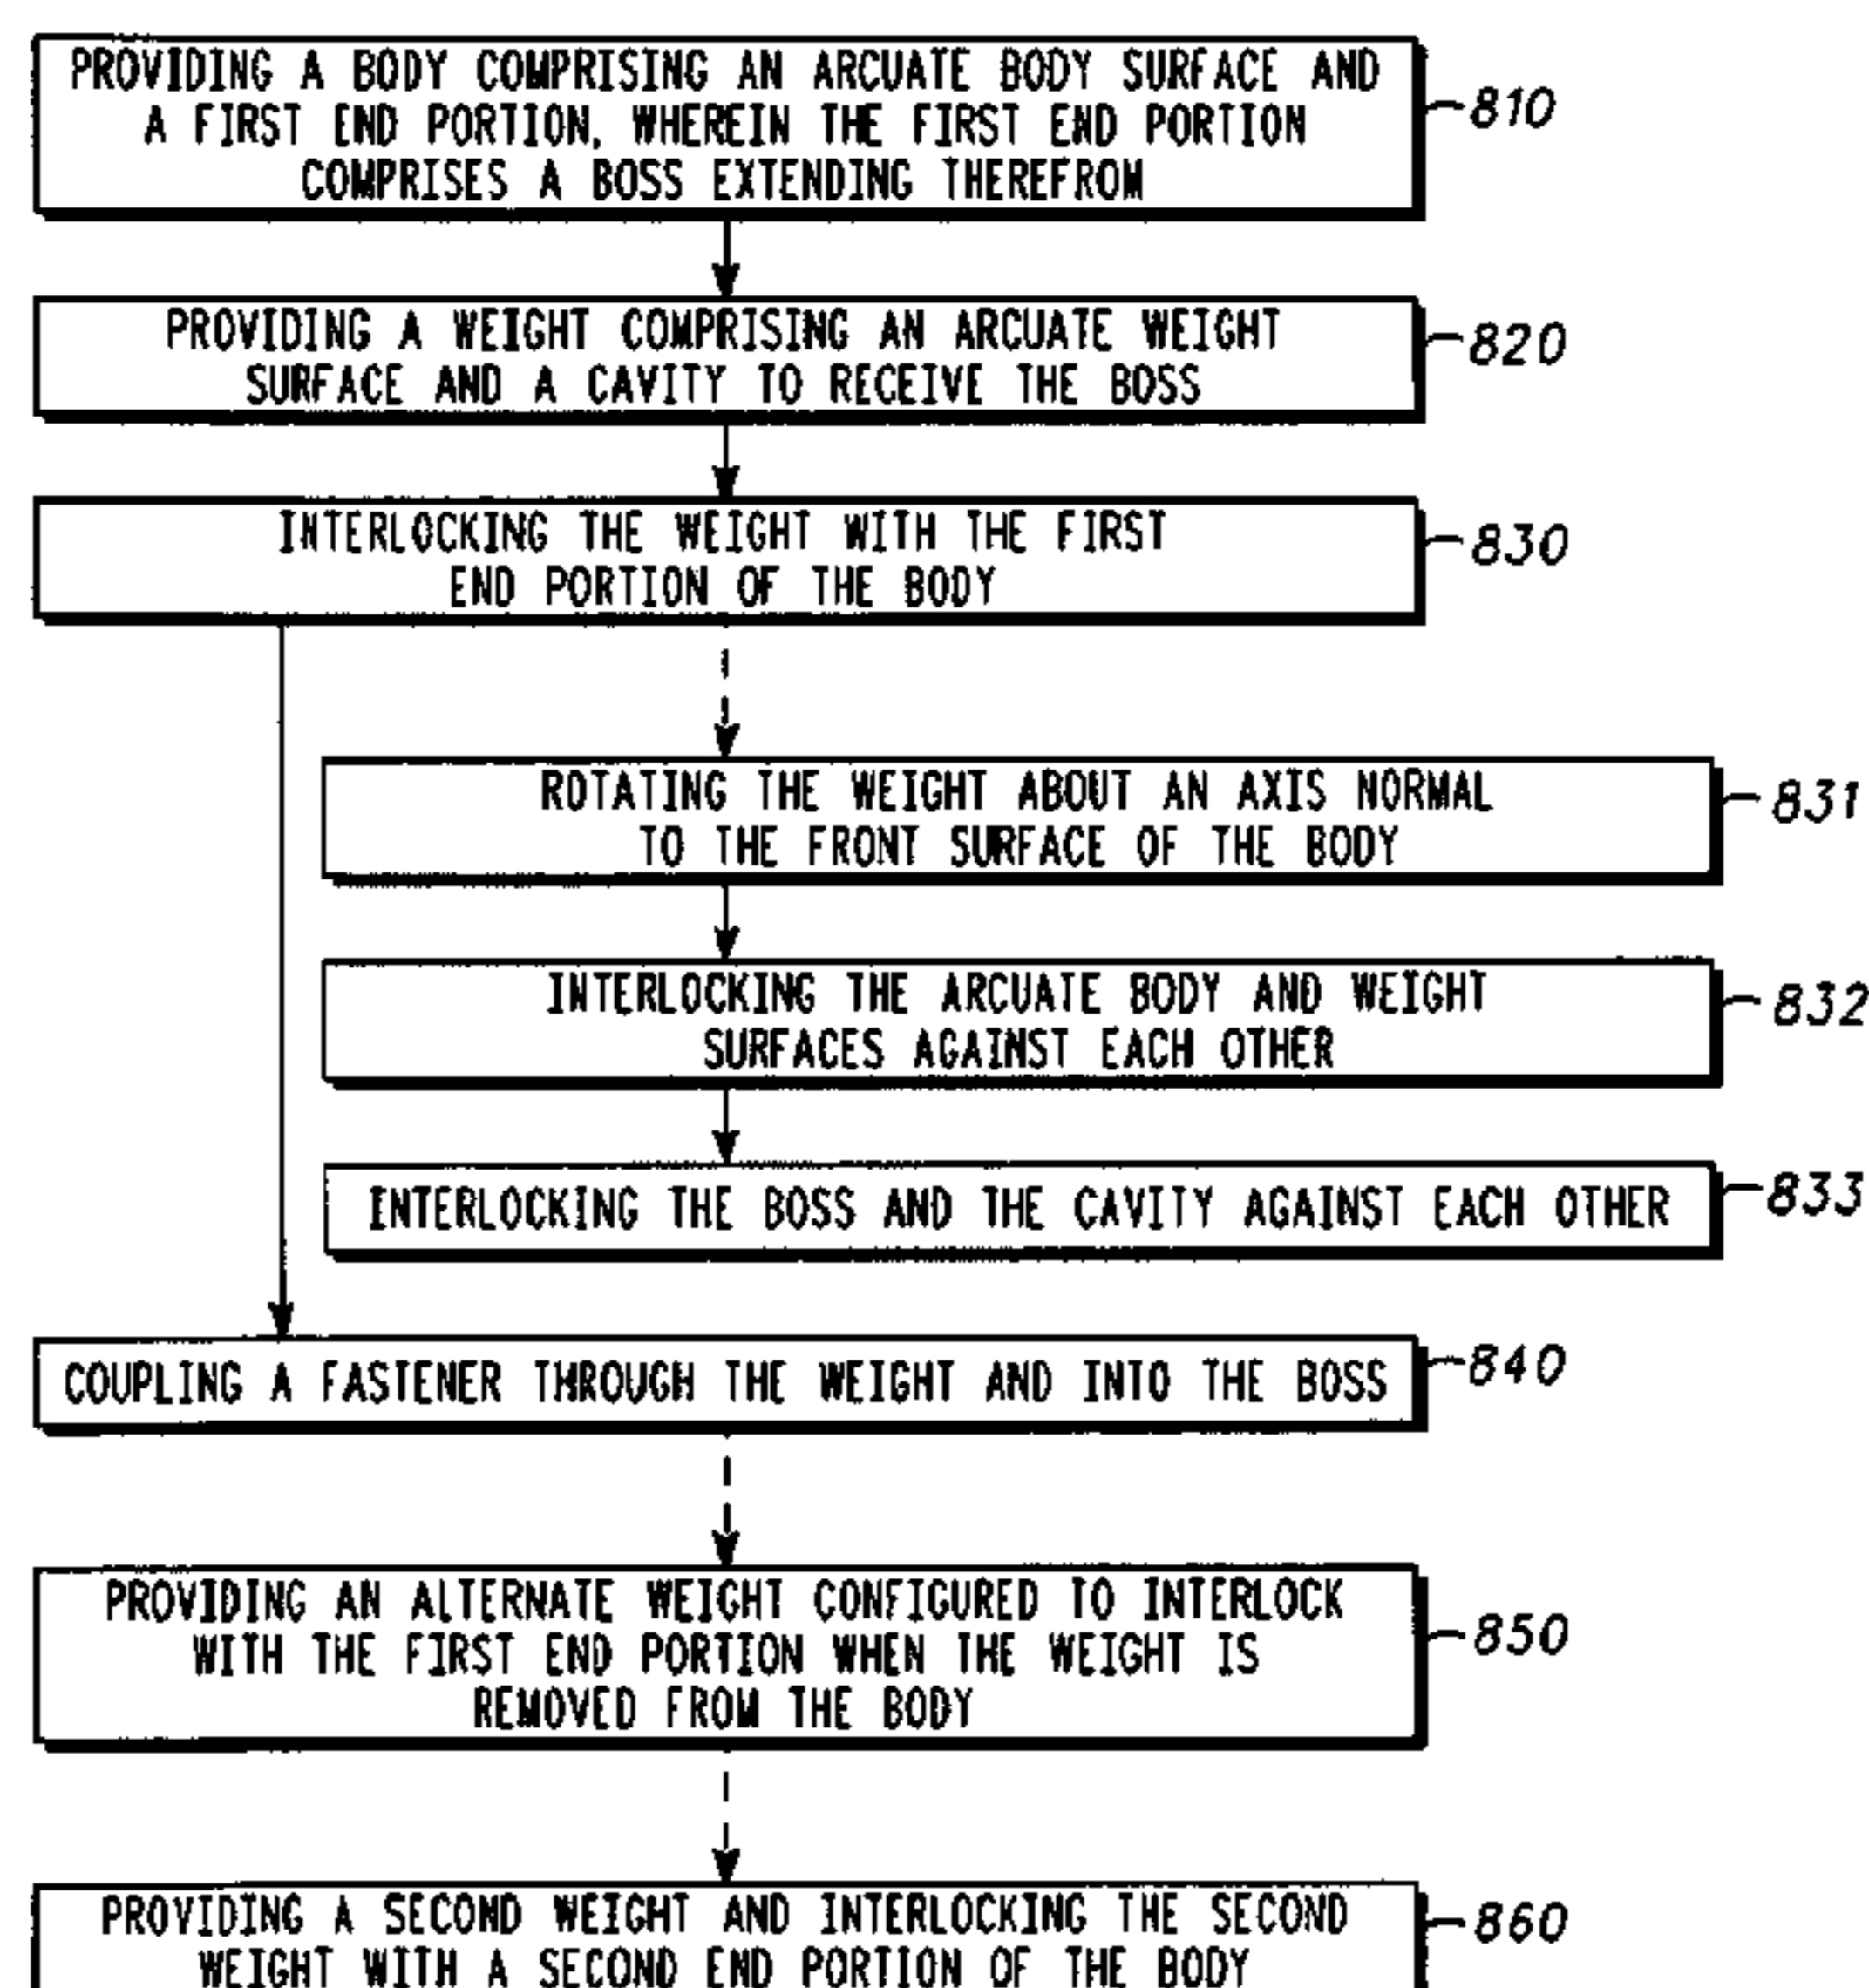 PROVIDING A BODY COMPRISING AN ARCUATE BODY SURFACE AND
A FIRST END PORTION, WHEREIN THE FIRST END PORTION
COMPRISES A BOSS EXTENDING THEREFROM
810
PROVIDING A WEIGHT COMPRISING AN ARCUATE WEIGHT
SURFACE AND A CAVITY TO RECEIVE THE BOSS
820
INTERLOCKING THE WEIGHT WITH THE FIRST
END PORTION OF THE BODY
830
ROTATING THE WEIGHT ABOUT AN AXIS NORMAL
TO THE FRONT SURFACE OF THE BODY
831
INTERLOCKING THE ARCUATE BODY AND WEIGHT
SURFACES AGAINST EACH OTHER
832
INTERLOCKING THE BOSS AND THE CAVITY AGAINST EACH OTHER
833
COUPLING A FASTENER THROUGH THE WEIGHT AND INTO THE BOSS
840
PROVIDING AN ALTERNATE WEIGHT CONFIGURED TO INTERLOCK
WITH THE FIRST END PORTION WHEN THE WEIGHT IS
REMOVED FROM THE BODY
850
PROVIDING A SECOND WEIGHT AND INTERLOCKING THE SECOND
WEIGHT WITH A SECOND END PORTION OF THE BODY
860